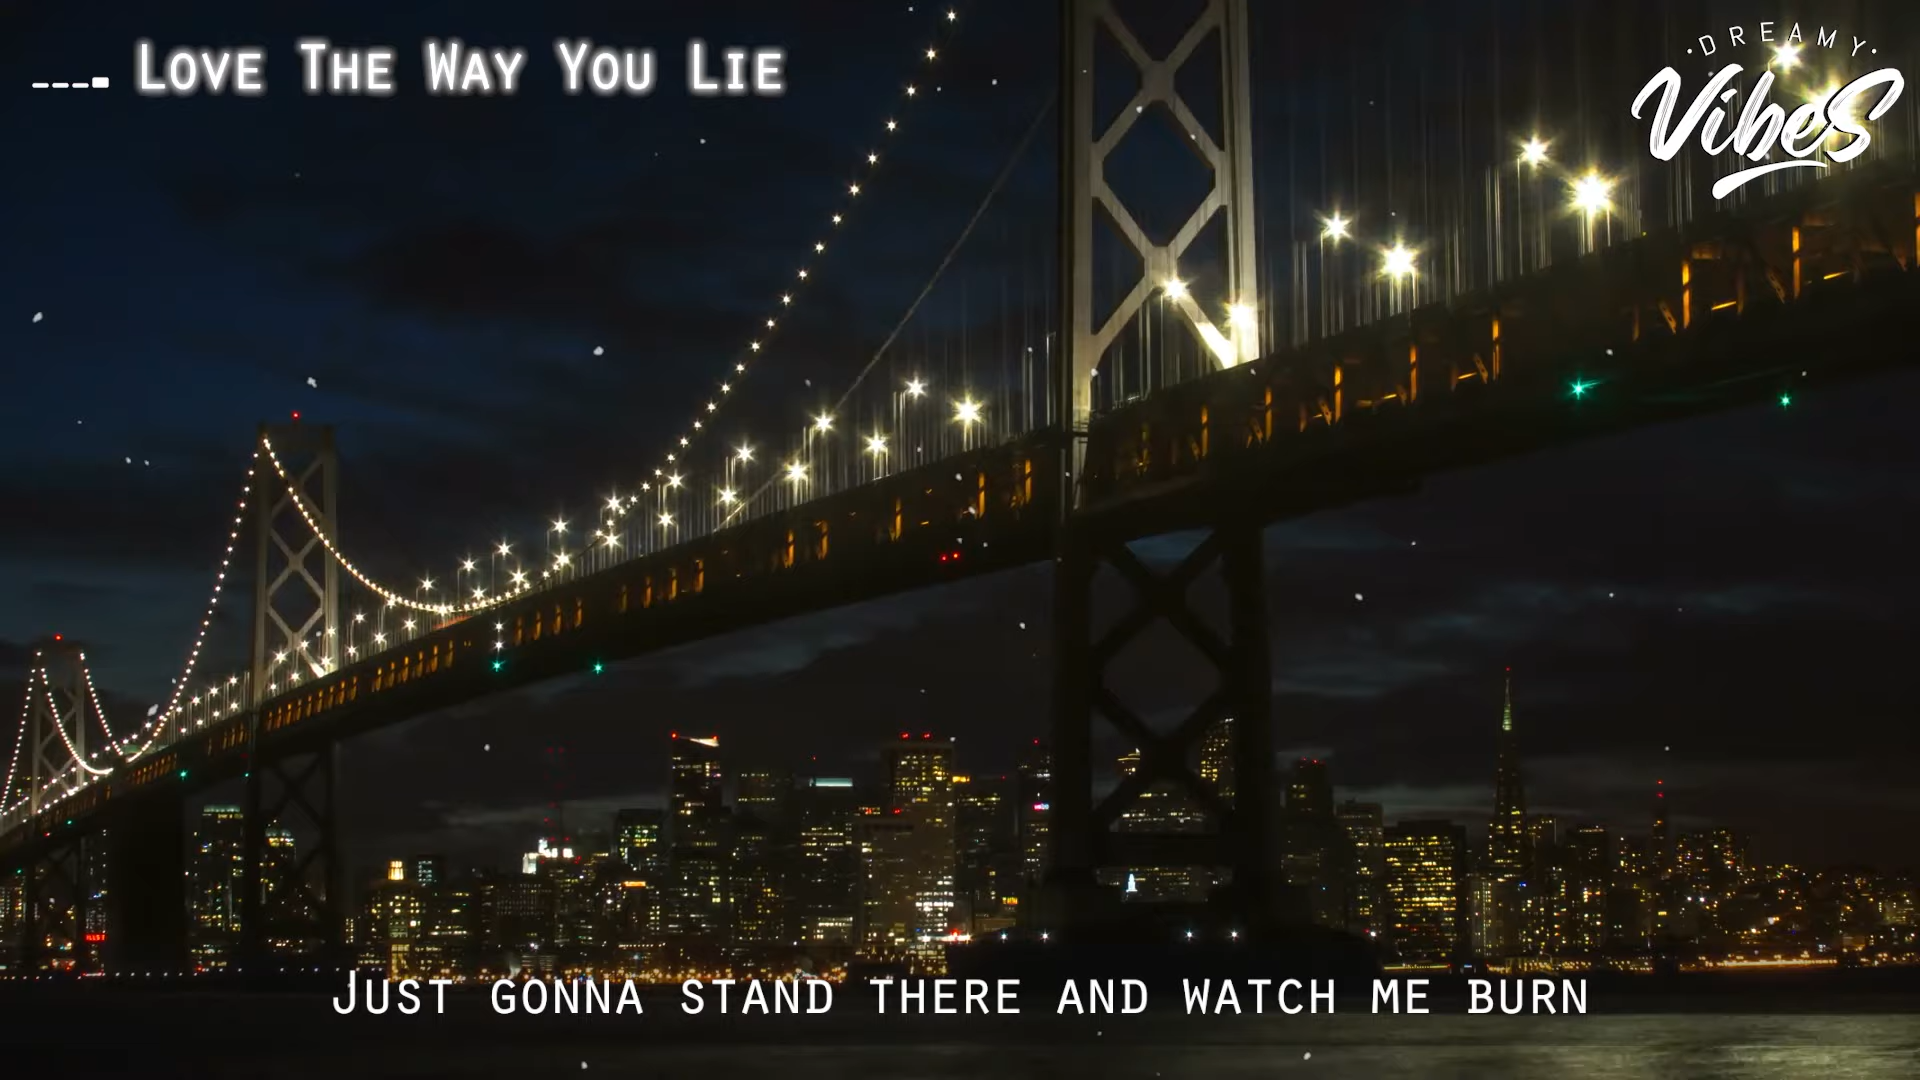 Love The Way You Lie
DREAMY
Vibes
Just gonna stand there and watch me burn